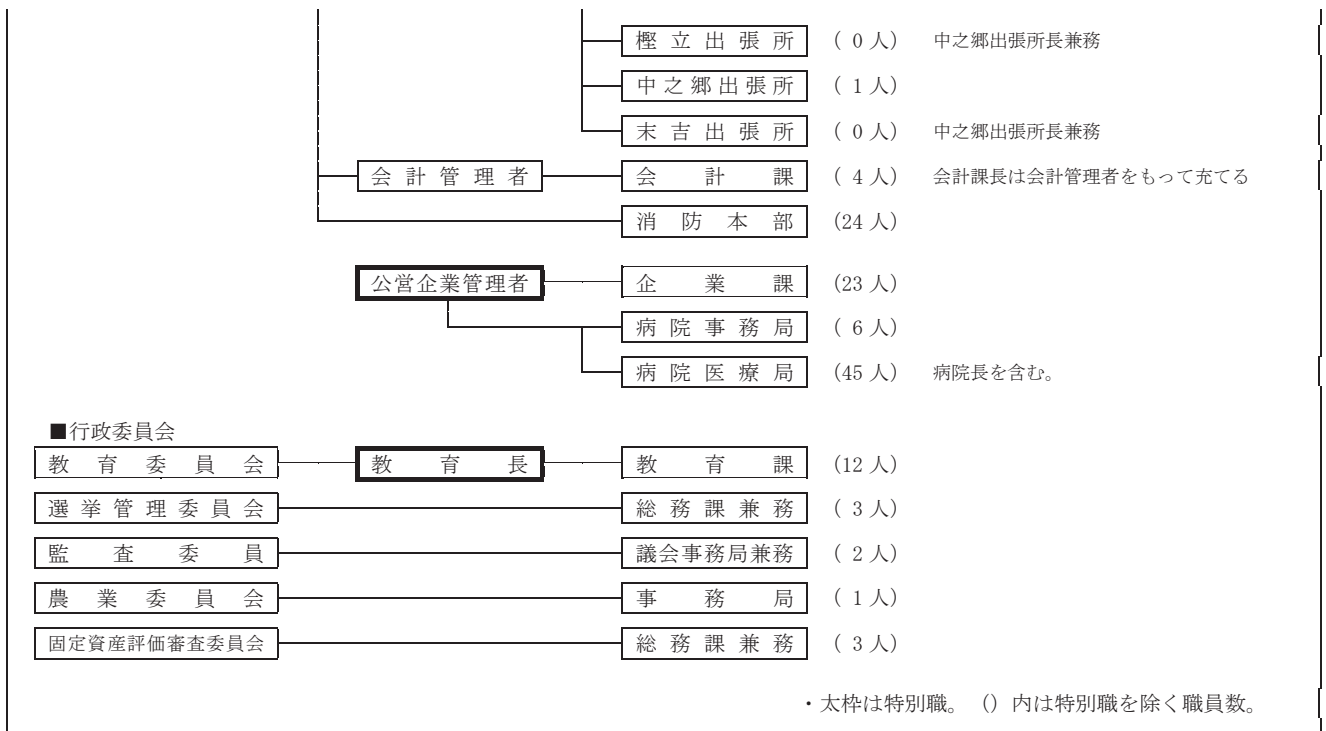 樫立出張所 ( 0人) 中之郷出張所長兼務
中之郷出張所 ( 1人)
末吉出張所 ( 0人) 中之郷出張所長兼務
会計管理者 会計課 ( 4人) 会計課長は会計管理者をもって充てる
消防本部 (24人)
公営企業管理者 企業課 (23人)
病院事務局 ( 6人)
病院医療局 (45人) 病院長を含む。
■行政委員会
教育委員会 教育長 教育課 (12人)
選挙管理委員会 総務課兼務 ( 3人)
監査委員 議会事務局兼務 ( 2人)
農業委員会 事務局 ( 1人)
固定資産評価審査委員会 総務課兼務 ( 3人)
・太枠は特別職。()内は特別職を除く職員数。